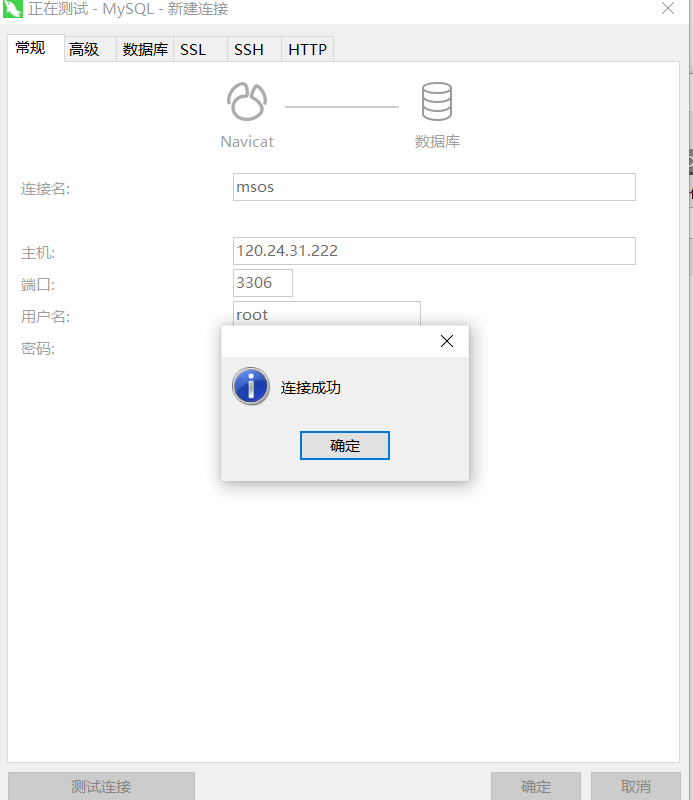 正在测试 - MySQL - 新建连接
常规 高级 数据库 SSL SSH HTTP
Navicat 数据库
连接名: msos
主机: 120.24.31.222
端口: 3306
用户名: root
密码:
连接成功
确定
测试连接 确定 取消